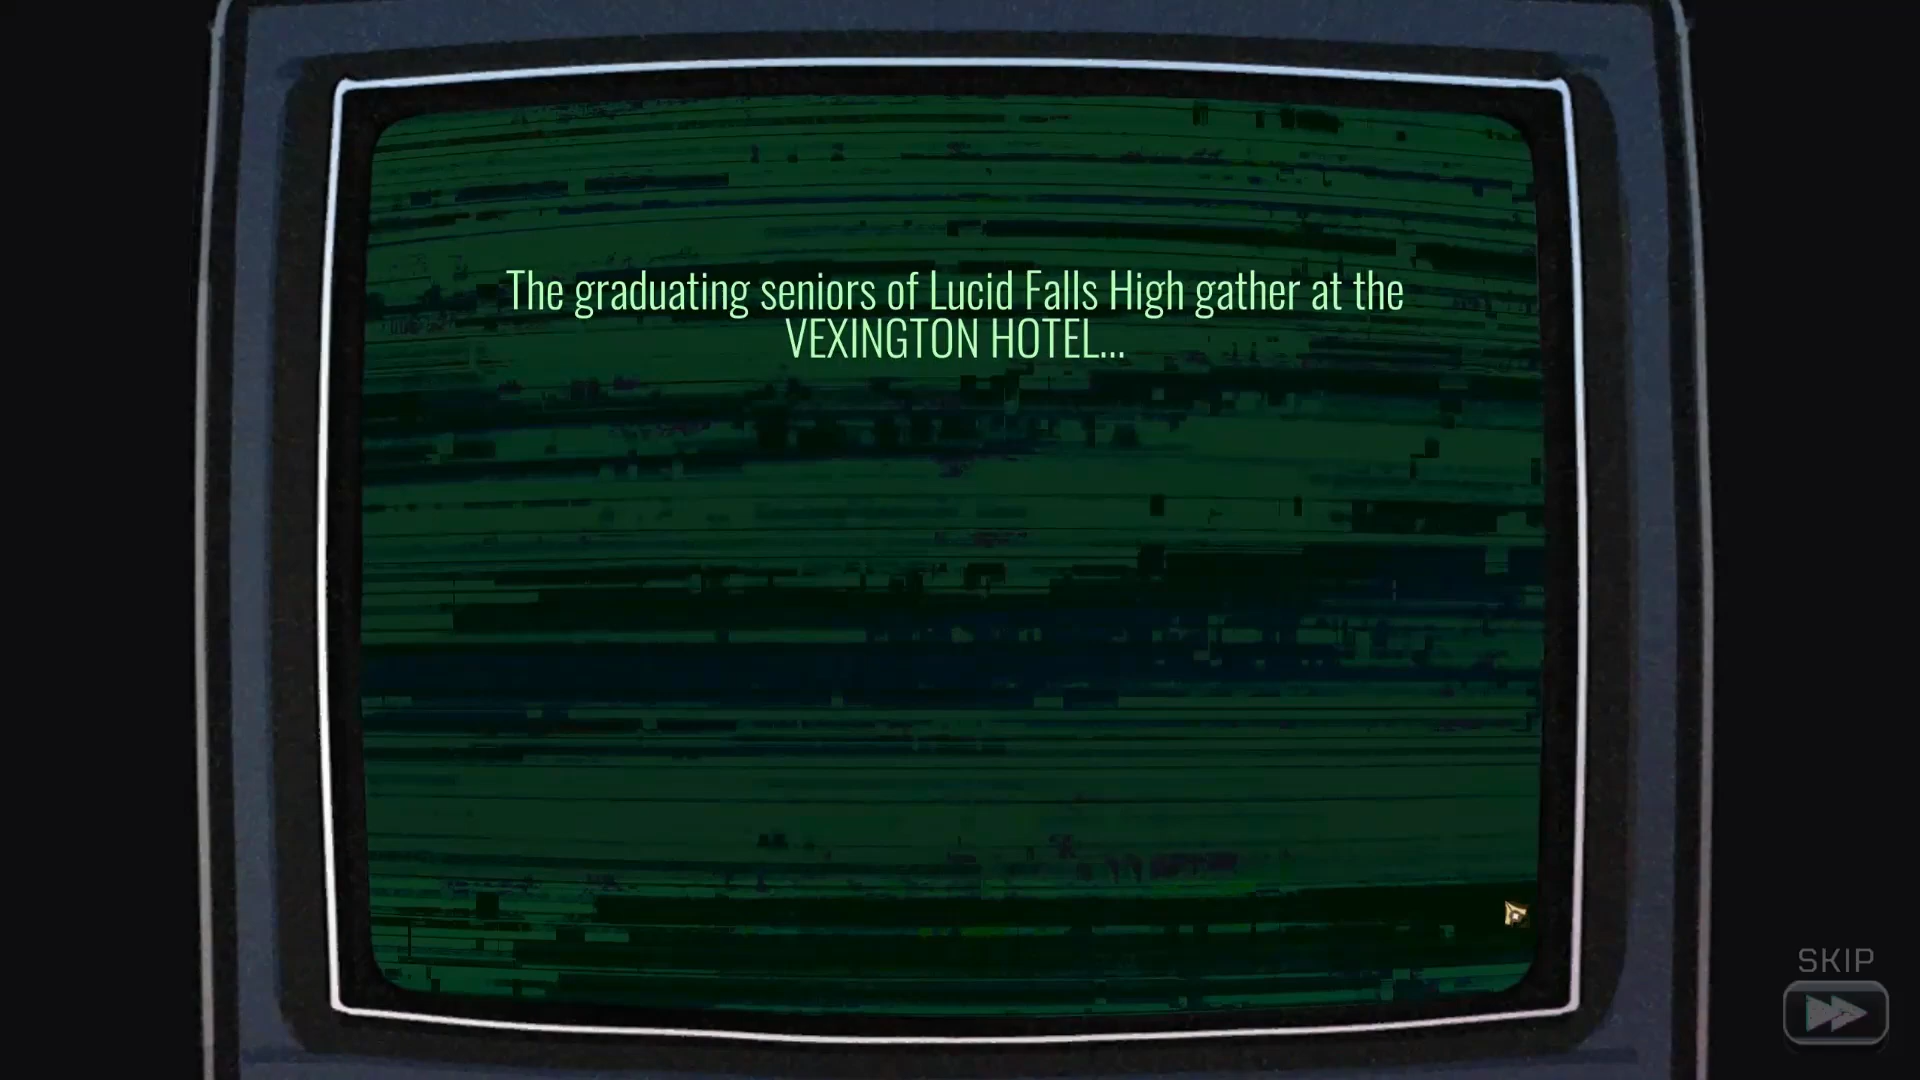 The graduating seniors of Lucid Falls High gather at the
VEXINGTON HOTEL...
SKIP